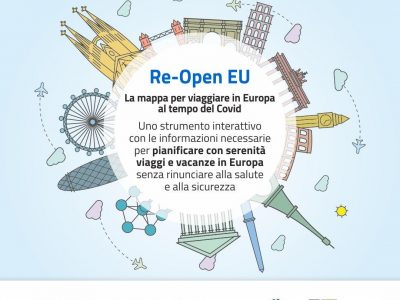 Re-Open EU
La mappa per viaggiare in Europa
al tempo del Covid
Uno strumento interattivo
con le informazioni necessarie
per pianificare con serenità
viaggi e vacanze in Europa
senza rinunciare alla salute
e alla sicurezza